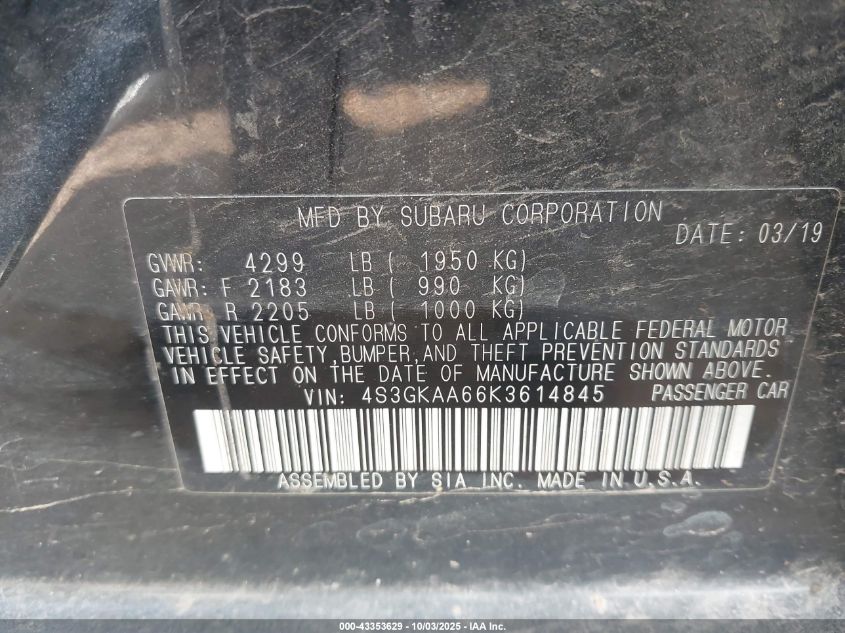 MFD BY SUBARU CORPORATION
DATE: 03/19
GVWR: 4299 LB ( 1950 KG)
GAWR: F 2183 LB ( 990 KG)
GAWR: R 2205 LB ( 1000 KG)
THIS VEHICLE CONFORMS TO ALL APPLICABLE FEDERAL MOTOR
VEHICLE SAFETY, BUMPER, AND THEFT PREVENTION STANDARDS
IN EFFECT ON THE DATE OF MANUFACTURE SHOWN ABOVE.
VIN: 4S3GKAA66K3614845 PASSENGER CAR
ASSEMBLED BY SIA INC. MADE IN U.S.A.
000-43353629 - 10/03/2025 - IAA Inc.